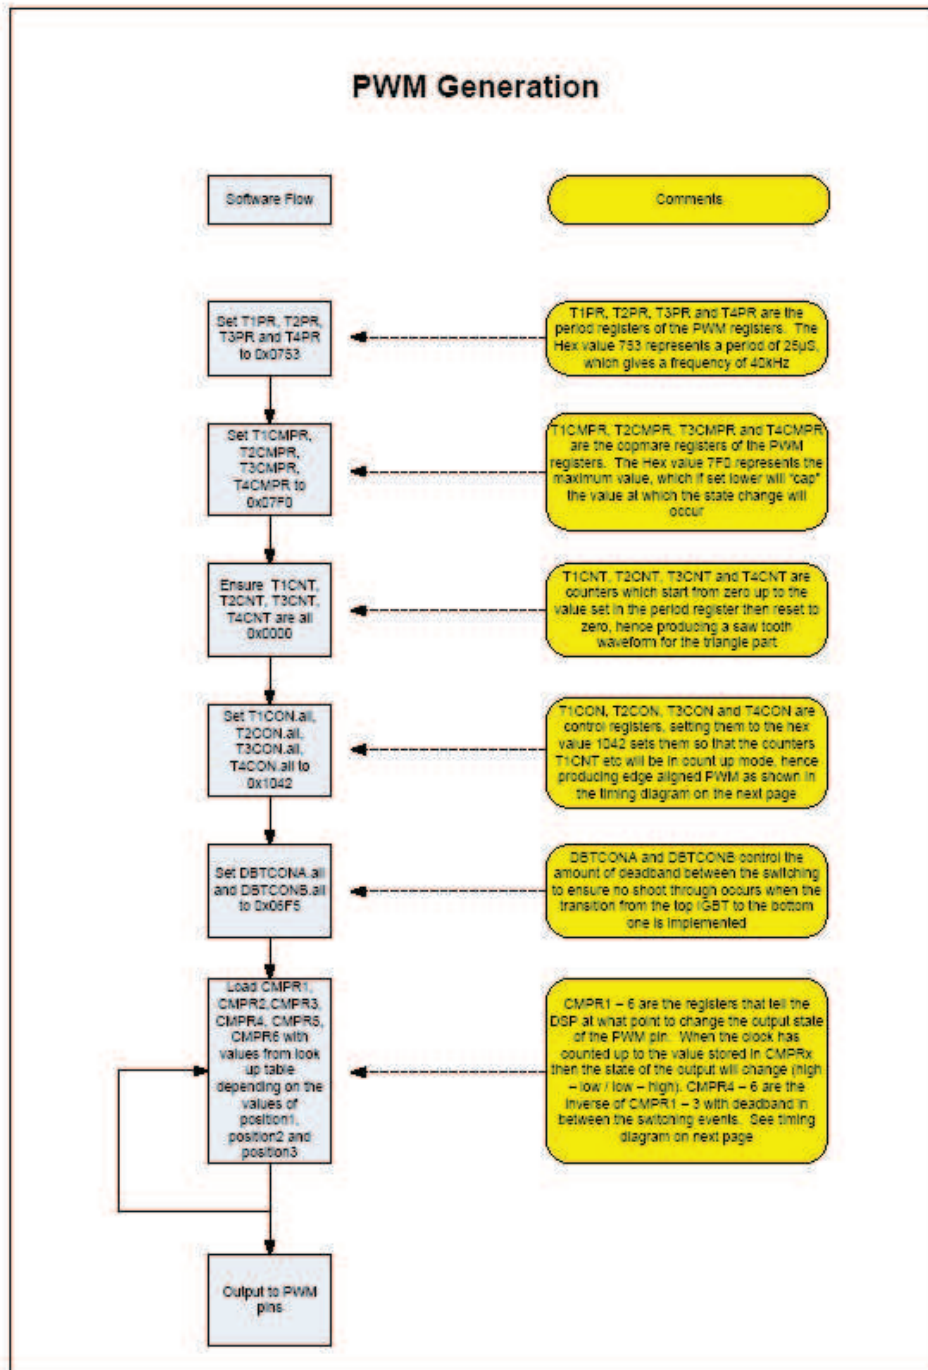 PWM Generation
Software Flow
Comments
Set T1PR, T2PR,
T3PR and T4PR
to 0x0753
T1PR, T2PR, T3PR and T4PR are the
period registers of the PWM registers. The
Hex value 753 represents a period of 25µS,
which gives a frequency of 40kHz
Set T1CMPR,
T2CMPR,
T3CMPR,
T4CMPR to
0x07F0
T1CMPR, T2CMPR, T3CMPR and T4CMPR
are the copmare registers of the PWM
registers. The Hex value 7F0 represents the
maximum value, which if set lower will "cap"
the value at which the state change will
occur
Ensure T1CNT,
T2CNT, T3CNT,
T4CNT are all
0x0000
T1CNT, T2CNT, T3CNT and T4CNT are
counters which start from zero up to the
value set in the period register then reset to
zero, hence producing a saw tooth
waveform for the triangle part
Set T1CON.all,
T2CON.all,
T3CON.all,
T4CON.all to
0x1042
T1CON, T2CON, T3CON and T4CON are
control registers, setting them to the hex
value 1042 sets them so that the counters
T1CNT etc will be in count up mode, hence
producing edge aligned PWM as shown in
the timing diagram on the next page
Set DBTCONA.all
and DBTCONB.all
to 0x06F5
DBTCONA and DBTCONB control the
amount of deadband between the switching
to ensure no shoot through occurs when the
transition from the top IGBT to the bottom
one is implemented
Load CMPR1,
CMPR2,CMPR3,
CMPR4, CMPR5,
CMPR6 with
values from look
up table
depending on the
values of
position1,
position2 and
position3
CMPR1 – 6 are the registers that tell the
DSP at what point to change the output state
of the PWM pin. When the clock has
counted up to the value stored in CMPRx
then the state of the output will change (high
– low / low – high). CMPR4 – 6 are the
inverse of CMPR1 – 3 with deadband in
between the switching events. See timing
diagram on next page
Output to PWM
pins